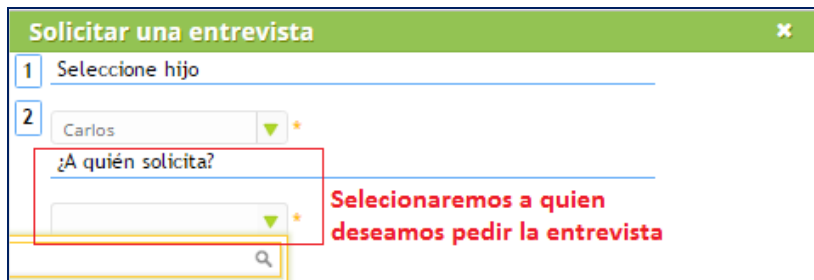 Solicitar una entrevista
1 Seleccione hijo
2
Carlos *
¿A quién solicita?
*
Selecionaremos a quien
deseamos pedir la entrevista